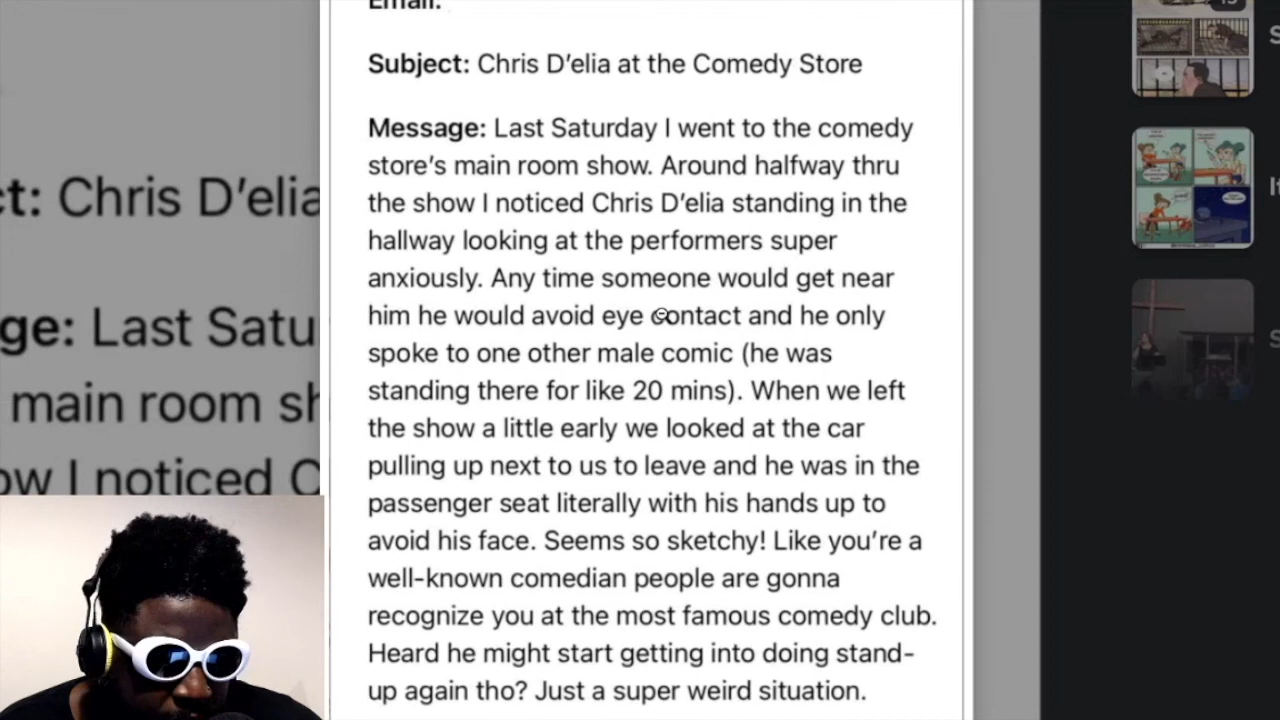 Email:
Subject: Chris D'elia at the Comedy Store
Message: Last Saturday I went to the comedy
store's main room show. Around halfway thru
the show I noticed Chris D'elia standing in the
hallway looking at the performers super
anxiously. Any time someone would get near
him he would avoid eye contact and he only
spoke to one other male comic (he was
standing there for like 20 mins). When we left
the show a little early we looked at the car
pulling up next to us to leave and he was in the
passenger seat literally with his hands up to
avoid his face. Seems so sketchy! Like you're a
well-known comedian people are gonna
recognize you at the most famous comedy club.
Heard he might start getting into doing stand-
up again tho? Just a super weird situation.
ct: Chris D'elia
ge: Last Satu
main room sh
ow I noticed C